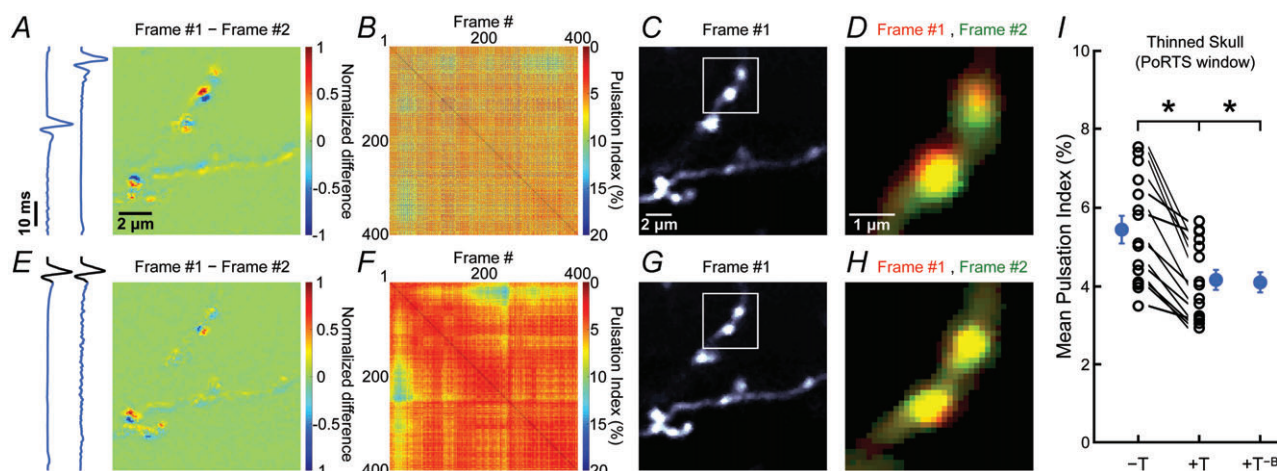 A
Frame #1 − Frame #2
10 ms
2 µm
1
0.5
0
-0.5
-1
Normalized difference
B
Frame #
1
200
400
200
400
0
5
10
15
20
Pulsation Index (%)
C
Frame #1
2 µm
D
Frame #1 , Frame #2
1 µm
E
Frame #1 − Frame #2
1
0.5
0
-0.5
-1
Normalized difference
F
Frame #
1
200
400
200
400
0
5
10
15
20
Pulsation Index (%)
G
Frame #1
H
Frame #1 , Frame #2
I
Thinned Skull
(PoRTS window)
* *
Mean Pulsation Index (%)
10
8
6
4
2
0
−T +T +T−B